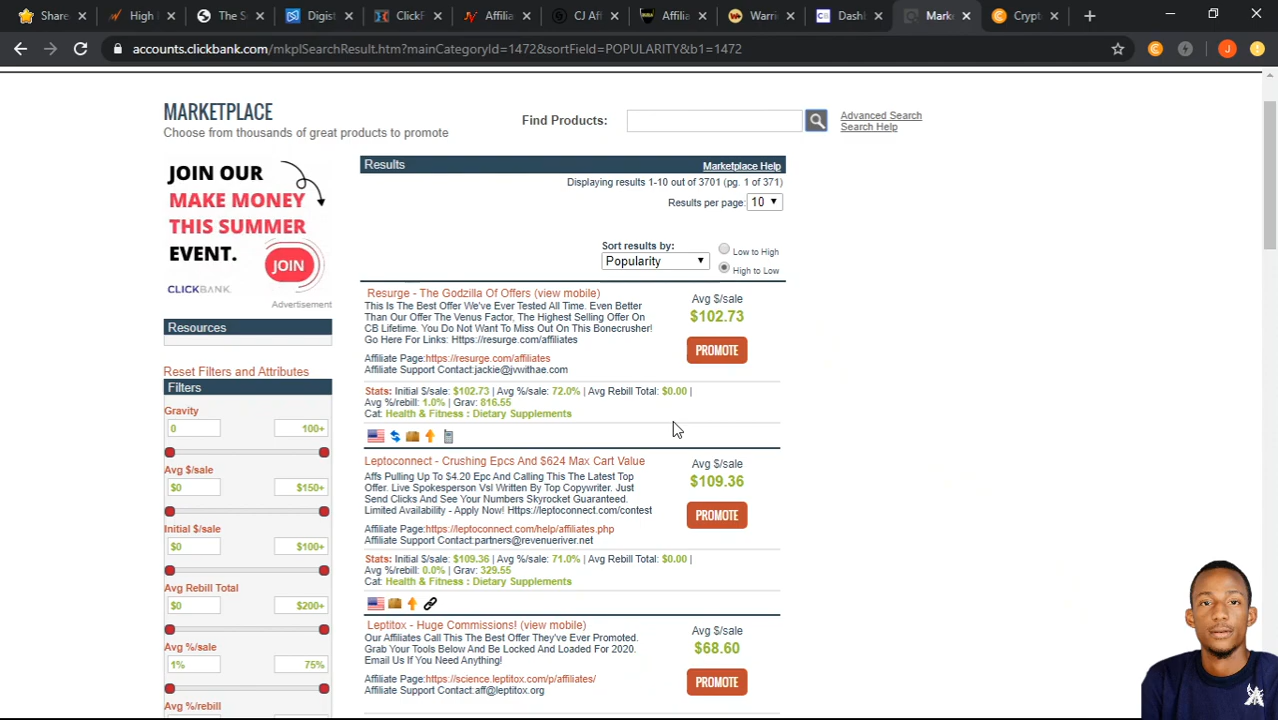 Share
High
The S
Digist
ClickF
Affilia
CJ Af
Affilia
Warri
Dash
Mark
Crypt
accounts.clickbank.com/mkplSearchResult.htm?mainCategoryId=1472&sortField=POPULARITY&b1=1472
J
MARKETPLACE
Choose from thousands of great products to promote
Find Products:
Advanced Search
Search Help
JOIN OUR
MAKE MONEY
THIS SUMMER
EVENT.
JOIN
CLICKBANK.
Advertisement
Resources
Reset Filters and Attributes
Filters
Gravity
0 100+
Avg $/sale
$0 $150+
Initial $/sale
$0 $100+
Avg Rebill Total
$0 $200+
Avg %/sale
1% 75%
Avg %/rebill
Results
Marketplace Help
Displaying results 1-10 out of 3701 (pg. 1 of 371)
Results per page: 10
Sort results by:
Popularity
Low to High
High to Low
Resurge - The Godzilla Of Offers (view mobile)
This Is The Best Offer We've Ever Tested All Time. Even Better
Than Our Offer The Venus Factor, The Highest Selling Offer On
CB Lifetime. You Do Not Want To Miss Out On This Bonecrusher!
Go Here For Links: Https://resurge.com/affiliates
Affiliate Page:https://resurge.com/affiliates
Affiliate Support Contact:jackie@jvwithae.com
Avg $/sale
$102.73
PROMOTE
Stats: Initial $/sale: $102.73 | Avg %/sale: 72.0% | Avg Rebill Total: $0.00 |
Avg %/rebill: 1.0% | Grav: 816.55
Cat: Health & Fitness : Dietary Supplements
Leptoconnect - Crushing Epcs And $624 Max Cart Value
Affs Pulling Up To $4.20 Epc And Calling This The Latest Top
Offer. Live Spokesperson Vsl Written By Top Copywriter. Just
Send Clicks And See Your Numbers Skyrocket Guaranteed.
Limited Availability - Apply Now! Https://leptoconnect.com/contest
Affiliate Page:https://leptoconnect.com/help/affiliates.php
Affiliate Support Contact:partners@revenueriver.net
Avg $/sale
$109.36
PROMOTE
Stats: Initial $/sale: $109.36 | Avg %/sale: 71.0% | Avg Rebill Total: $0.00 |
Avg %/rebill: 0.0% | Grav: 329.55
Cat: Health & Fitness : Dietary Supplements
Leptitox - Huge Commissions! (view mobile)
Our Affiliates Call This The Best Offer They've Ever Promoted.
Grab Your Tools Below And Be Locked And Loaded For 2020.
Email Us If You Need Anything!
Affiliate Page:https://science.leptitox.com/p/affiliates/
Affiliate Support Contact:aff@leptitox.org
Avg $/sale
$68.60
PROMOTE